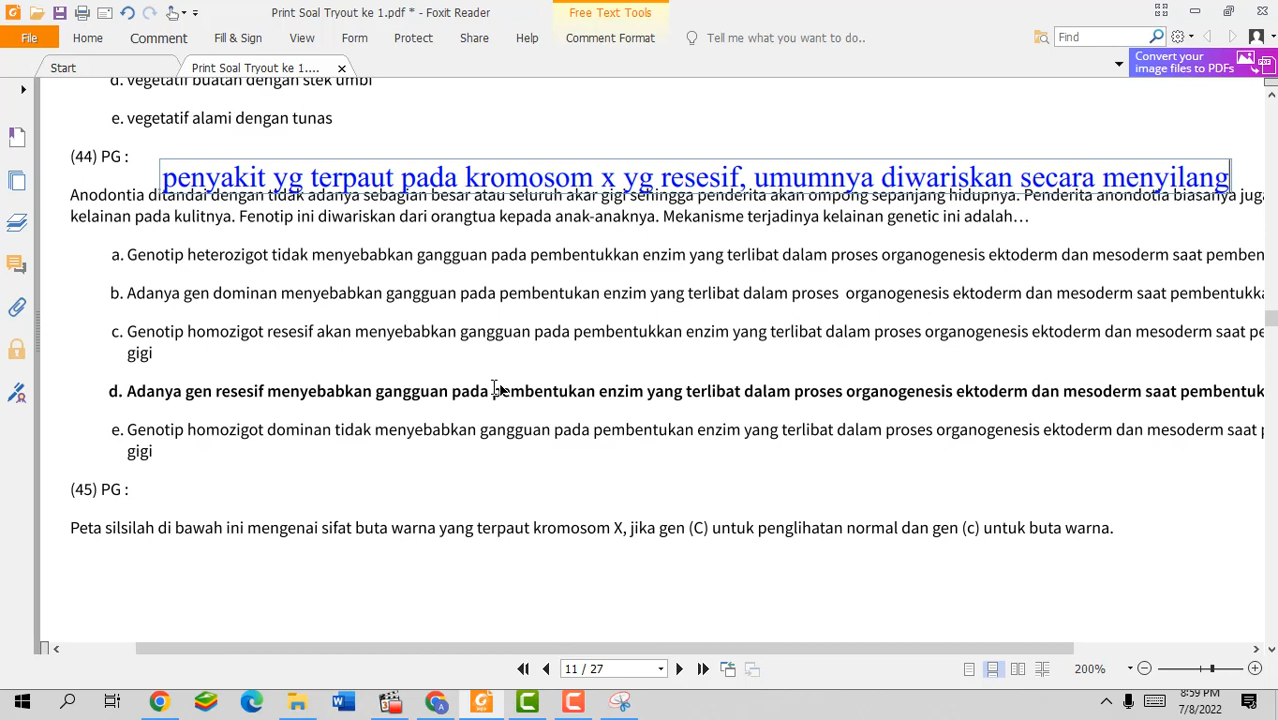 Print Soal Tryout ke 1.pdf * - Foxit Reader
Free Text Tools
File
Home
Comment
Fill & Sign
View
Form
Protect
Share
Help
Comment Format
Tell me what you want to do..
Find
Start
Print Soal Tryout ke 1....
Convert your
image files to PDFs
d. vegetatif buatan dengan stek umbi
e. vegetatif alami dengan tunas
(44) PG :
penyakit yg terpaut pada kromosom x yg resesif, umumnya diwariskan secara menyilang
Anodontia ditandai dengan tidak adanya sebagian besar atau seluruh akar gigi sehingga penderita akan ompong sepanjang hidupnya. Penderita anondotia biasanya juga
kelainan pada kulitnya. Fenotip ini diwariskan dari orangtua kepada anak-anaknya. Mekanisme terjadinya kelainan genetic ini adalah…
a. Genotip heterozigot tidak menyebabkan gangguan pada pembentukkan enzim yang terlibat dalam proses organogenesis ektoderm dan mesoderm saat pemben
b. Adanya gen dominan menyebabkan gangguan pada pembentukan enzim yang terlibat dalam proses organogenesis ektoderm dan mesoderm saat pembentukka
c. Genotip homozigot resesif akan menyebabkan gangguan pada pembentukkan enzim yang terlibat dalam proses organogenesis ektoderm dan mesoderm saat pe
gigi
d. Adanya gen resesif menyebabkan gangguan pada pembentukan enzim yang terlibat dalam proses organogenesis ektoderm dan mesoderm saat pembentuk
e. Genotip homozigot dominan tidak menyebabkan gangguan pada pembentukan enzim yang terlibat dalam proses organogenesis ektoderm dan mesoderm saat p
gigi
(45) PG :
Peta silsilah di bawah ini mengenai sifat buta warna yang terpaut kromosom X, jika gen (C) untuk penglihatan normal dan gen (c) untuk buta warna.
11 / 27
200%
8:59 PM
7/8/2022